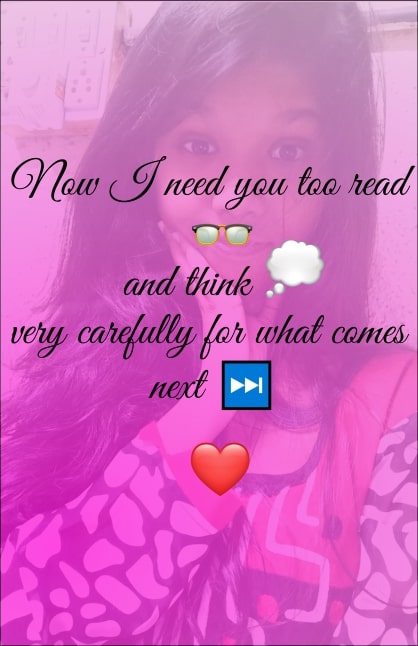 Now I need you too read
and think
very carefully for what comes
next